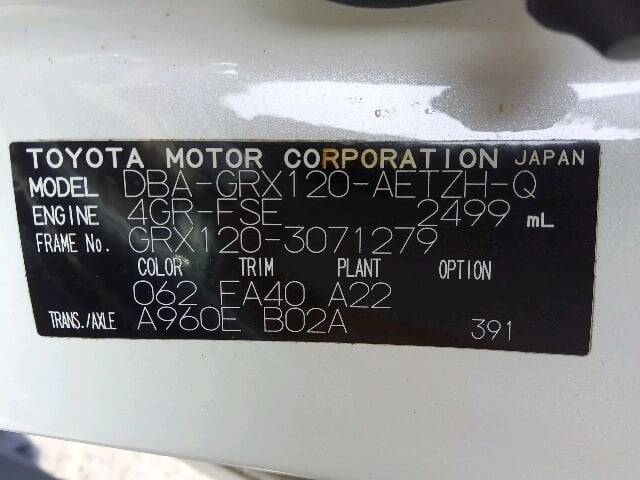 TOYOTA MOTOR CORPORATION JAPAN
MODEL DBA-GRX120-AETZH-Q
ENGINE 4GR-FSE 2499 mL
FRAME No. GRX120-3071279
COLOR TRIM PLANT OPTION
062 FA40 A22
TRANS./AXLE A960E B02A 391